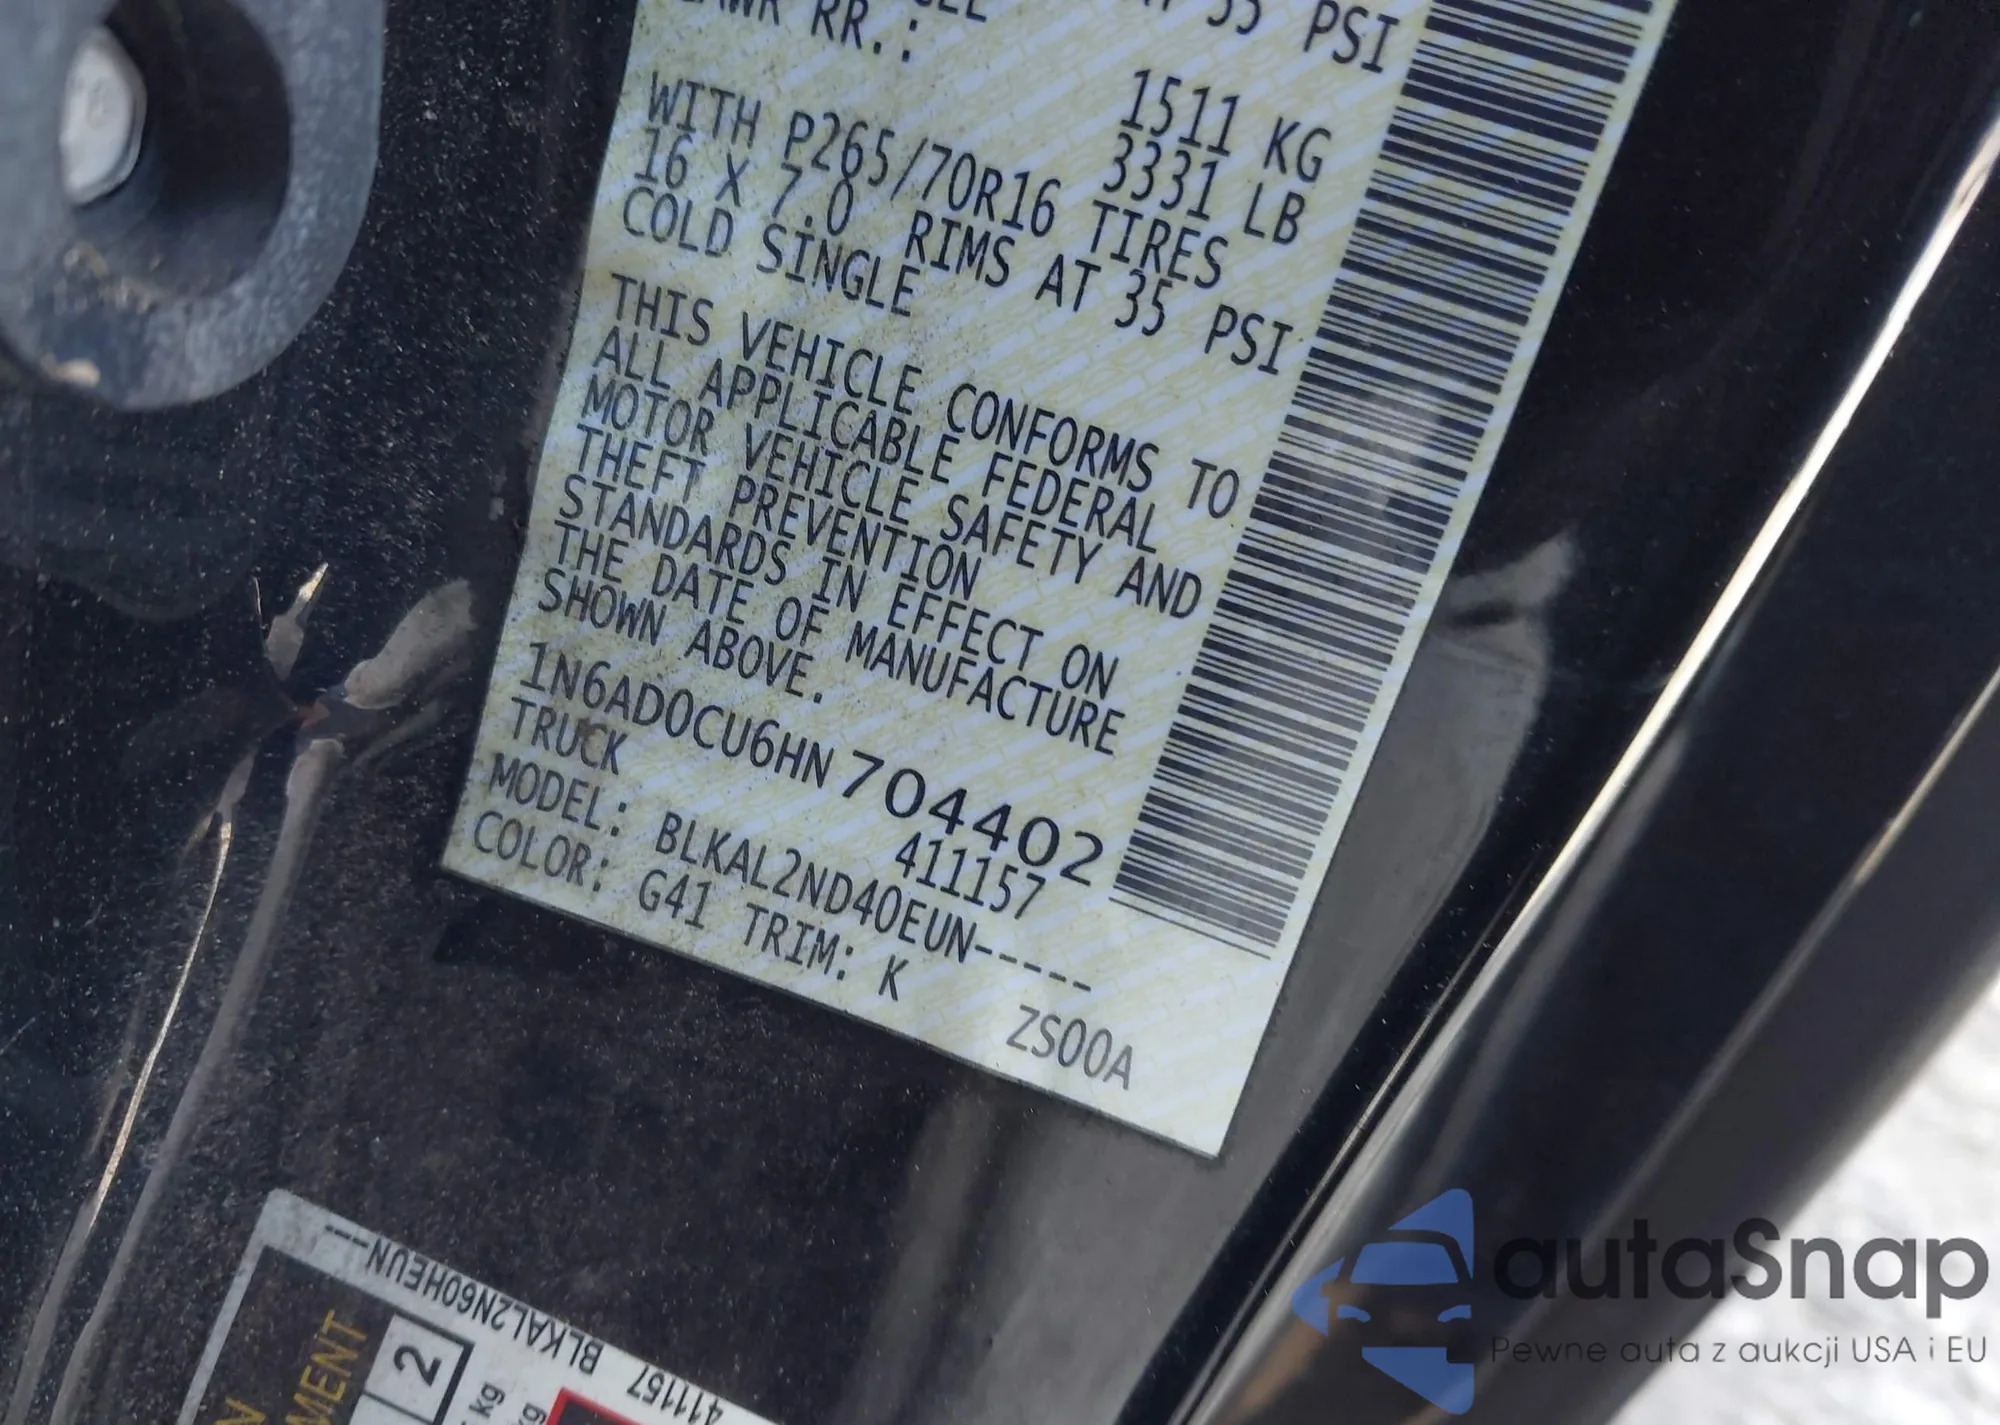 35 PSI
RR.:
1511 KG
3331 LB
WITH P265/70R16 TIRES
16 X 7.0 RIMS AT 35 PSI
COLD SINGLE
THIS VEHICLE CONFORMS TO
ALL APPLICABLE FEDERAL
MOTOR VEHICLE SAFETY AND
THEFT PREVENTION
STANDARDS IN EFFECT ON
THE DATE OF MANUFACTURE
SHOWN ABOVE.
1N6AD0CU6HN704402
TRUCK 411157
MODEL: BLKAL2ND40EUN-----
COLOR: G41 TRIM: K
ZS00A
411157 BLKAL2N60HEUN---
2
kg
kg
autaSnap
Pewne auta z aukcji USA i EU